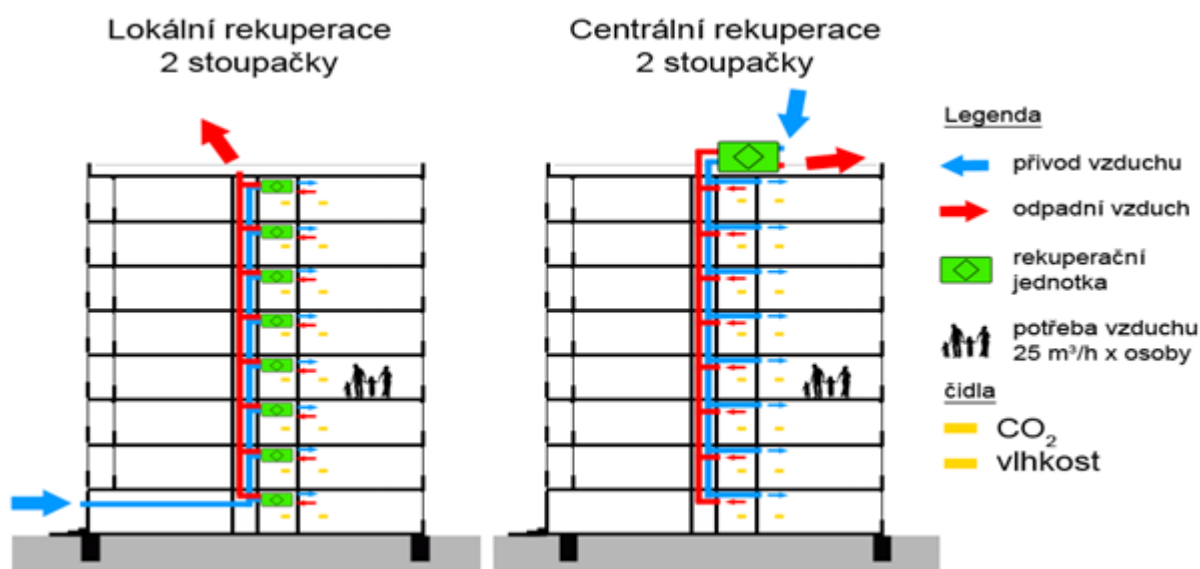 Lokální rekuperace
2 stoupačky
Centrální rekuperace
2 stoupačky
Legenda
přivod vzduchu
odpadní vzduch
rekuperační
jednotka
potřeba vzduchu
25 m³/h x osoby
čidla
CO₂
vlhkost